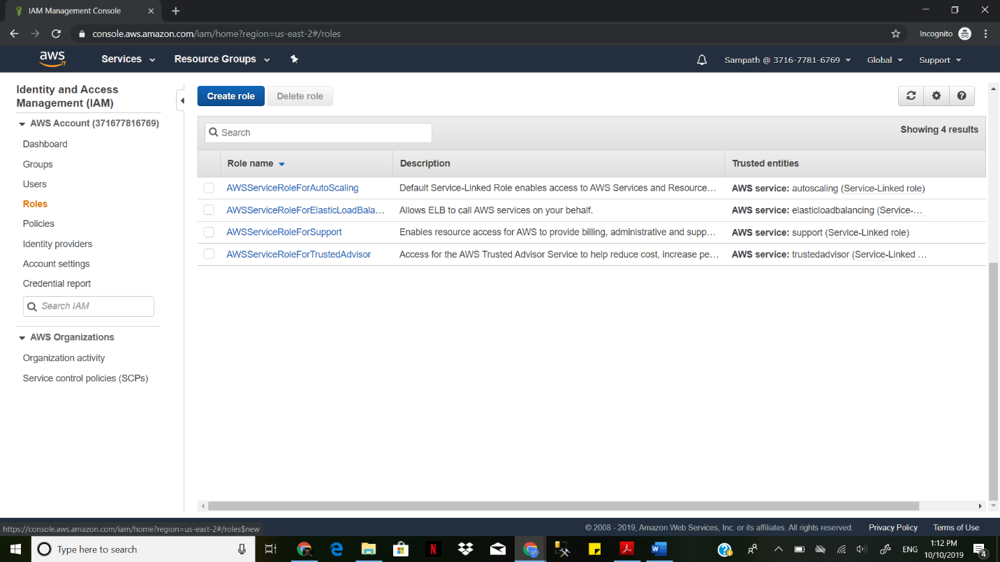 IAM Management Console
console.aws.amazon.com/iam/home?region=us-east-2#/roles
Incognito
aws
Services
Resource Groups
Sampath @ 3716-7781-6769
Global
Support
Identity and Access
Management (IAM)
AWS Account (371677816769)
Dashboard
Groups
Users
Roles
Policies
Identity providers
Account settings
Credential report
Search IAM
AWS Organizations
Organization activity
Service control policies (SCPs)
Create role
Delete role
Search
Showing 4 results
Role name
Description
Trusted entities
AWSServiceRoleForAutoScaling
Default Service-Linked Role enables access to AWS Services and Resource...
AWS service: autoscaling (Service-Linked role)
AWSServiceRoleForElasticLoadBala...
Allows ELB to call AWS services on your behalf.
AWS service: elasticloadbalancing (Service-...
AWSServiceRoleForSupport
Enables resource access for AWS to provide billing, administrative and supp...
AWS service: support (Service-Linked role)
AWSServiceRoleForTrustedAdvisor
Access for the AWS Trusted Advisor Service to help reduce cost, increase pe...
AWS service: trustedadvisor (Service-Linked ...
https://console.aws.amazon.com/iam/home?region=us-east-2#/roles$new
© 2008 - 2019, Amazon Web Services, Inc. or its affiliates. All rights reserved.
Privacy Policy
Terms of Use
Type here to search
ENG
1:12 PM
10/10/2019
4